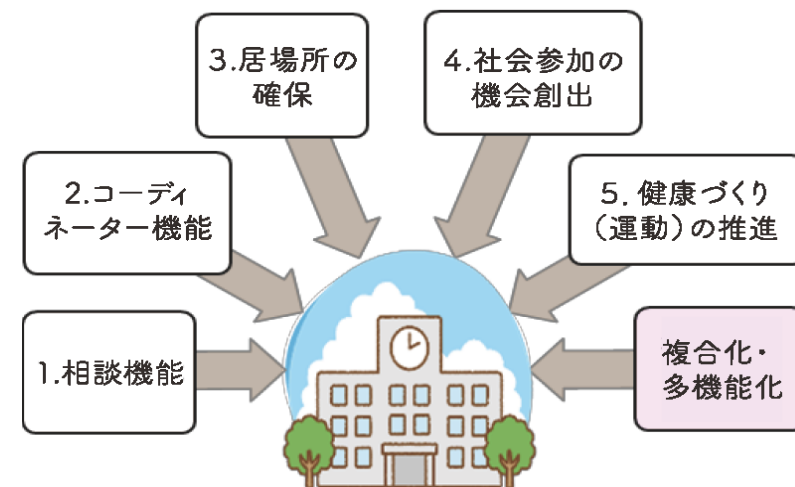 1.相談機能
2.コーディ
ネーター機能
3.居場所の
確保
4.社会参加の
機会創出
5.健康づくり
(運動)の推進
複合化・
多機能化